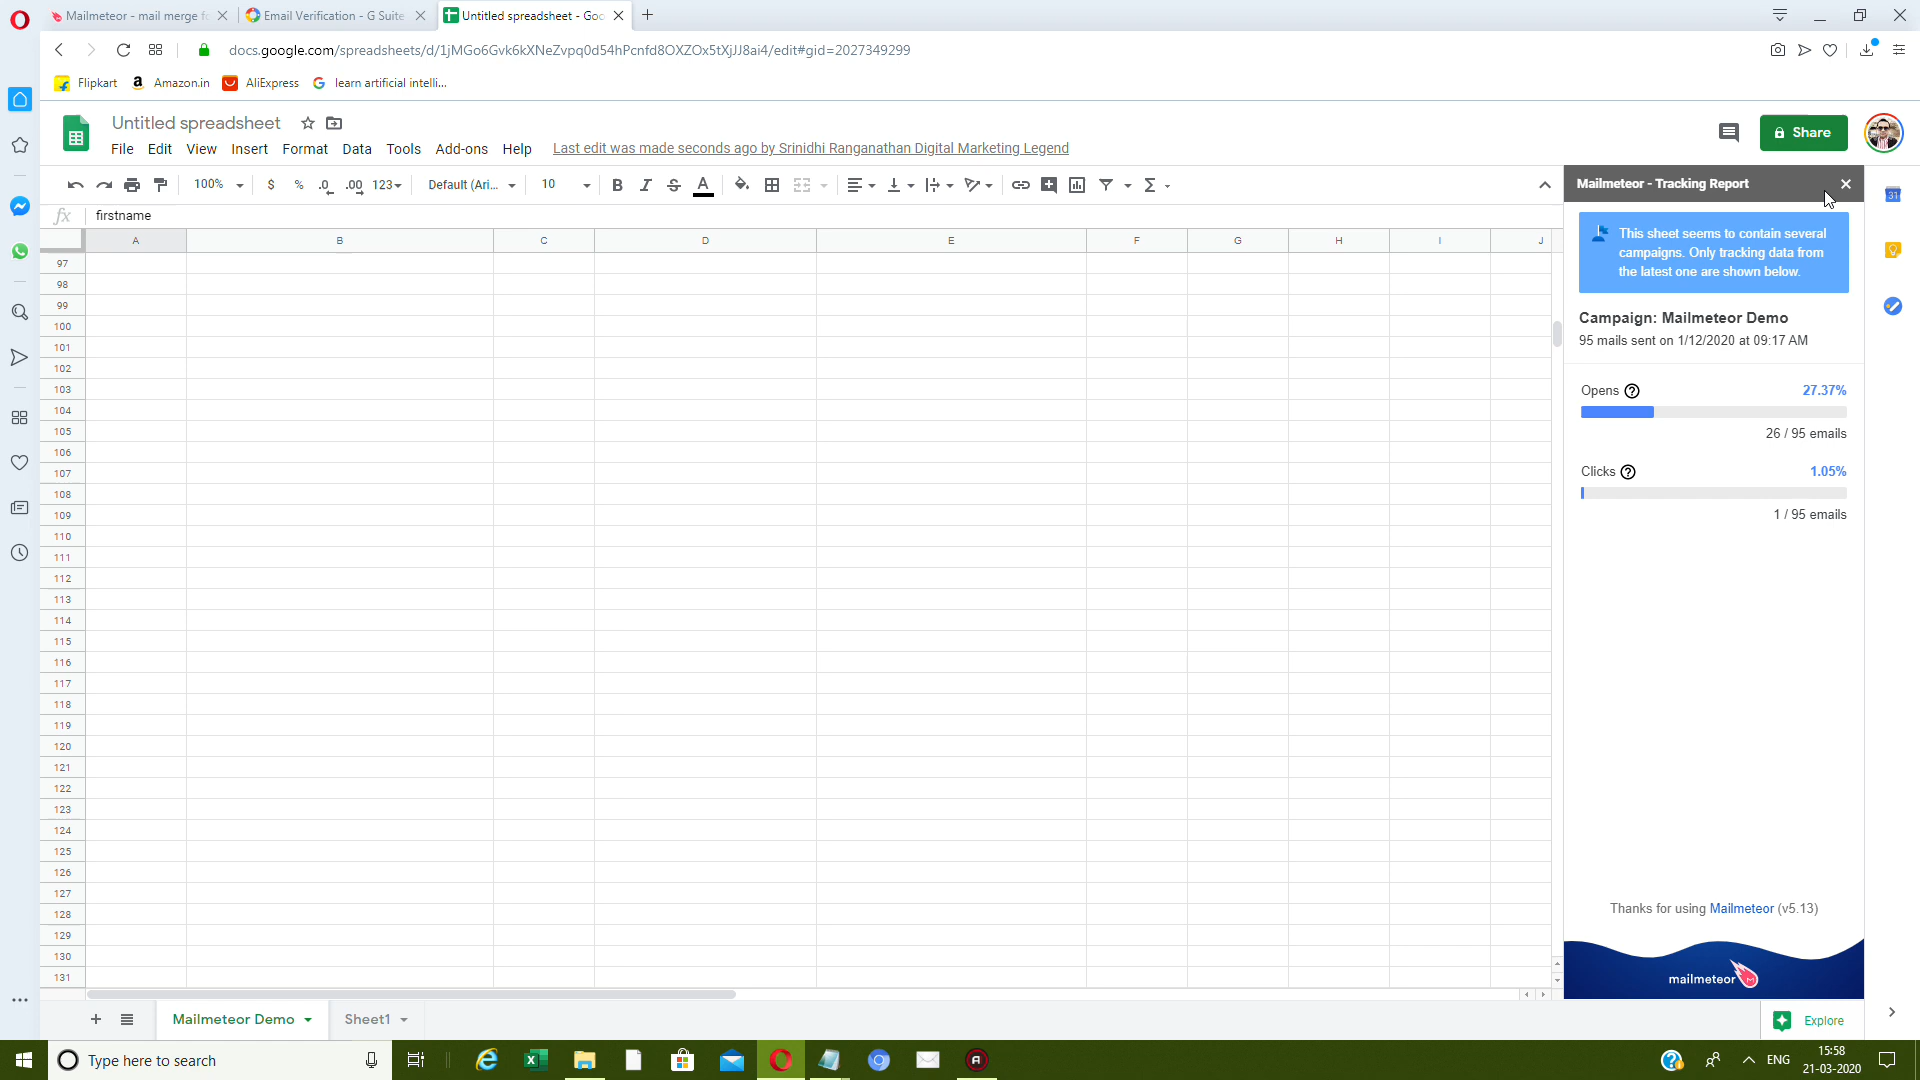 Mailmeteor - mail merge fo
Email Verification - G Suite
Untitled spreadsheet - Goo
docs.google.com/spreadsheets/d/1jMGo6Gvk6kXNeZvpq0d54hPcnfd8OXZOx5tXjJJ8ai4/edit#gid=2027349299
Flipkart
Amazon.in
AliExpress
learn artificial intelli...
Untitled spreadsheet
File Edit View Insert Format Data Tools Add-ons Help
Last edit was made seconds ago by Srinidhi Ranganathan Digital Marketing Legend
Share
100% $ % .0 .00 123 Default (Ari... 10 B I S A
fx firstname
A B C D E F G H I J
97
98
99
100
101
102
103
104
105
106
107
108
109
110
111
112
113
114
115
116
117
118
119
120
121
122
123
124
125
126
127
128
129
130
131
Mailmeteor - Tracking Report
This sheet seems to contain several
campaigns. Only tracking data from
the latest one are shown below.
Campaign: Mailmeteor Demo
95 mails sent on 1/12/2020 at 09:17 AM
Opens 27.37%
26 / 95 emails
Clicks 1.05%
1 / 95 emails
Thanks for using Mailmeteor (v5.13)
mailmeteor
31
Mailmeteor Demo
Sheet1
Explore
Type here to search
ENG
15:58
21-03-2020